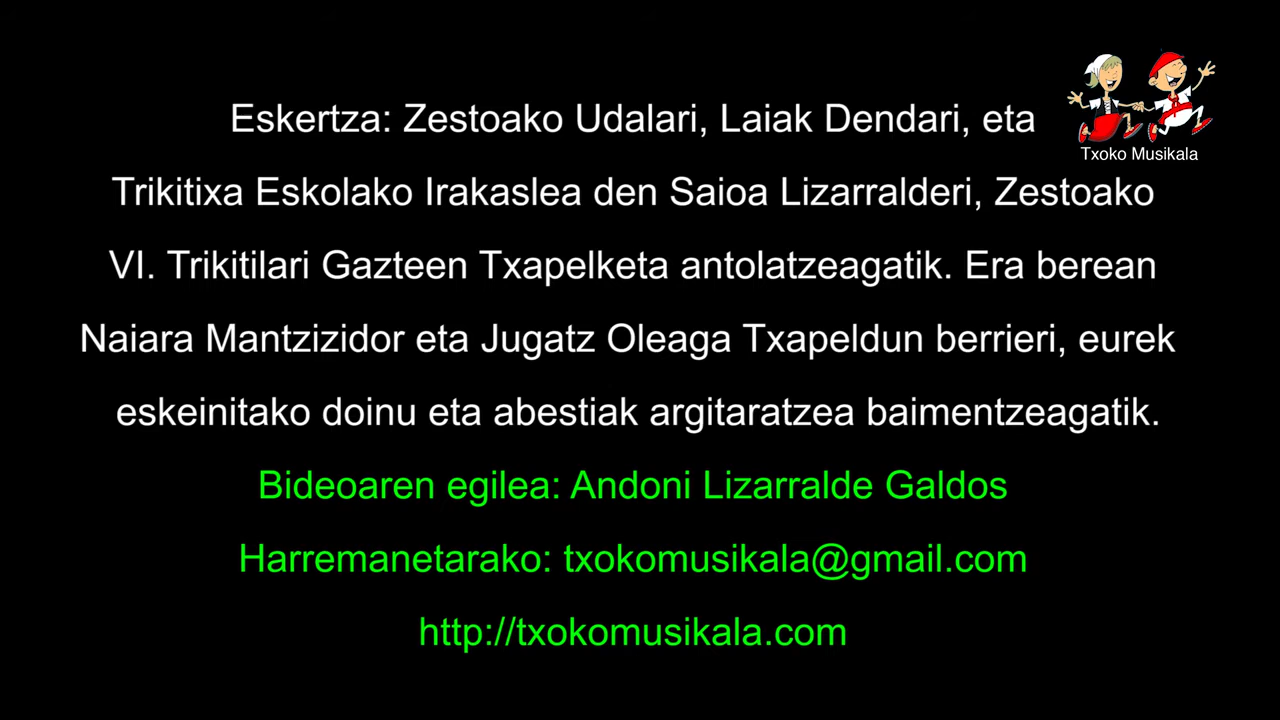 Eskertza: Zestoako Udalari, Laiak Dendari, eta
Trikitixa Eskolako Irakaslea den Saioa Lizarralderi, Zestoako
VI. Trikitilari Gazteen Txapelketa antolatzeagatik. Era berean
Naiara Mantzizidor eta Jugatz Oleaga Txapeldun berrieri, eurek
eskeinitako doinu eta abestiak argitaratzea baimentzeagatik.
Bideoaren egilea: Andoni Lizarralde Galdos
Harremanetarako: txokomusikala@gmail.com
http://txokomusikala.com
Txoko Musikala